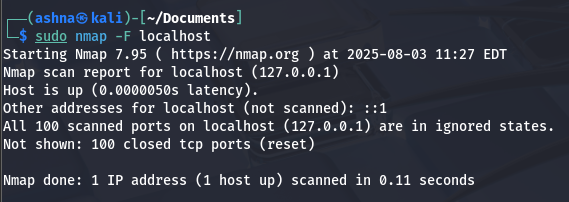 ┌──(ashna㉿kali)-[~/Documents]
└─$ sudo nmap -F localhost
Starting Nmap 7.95 ( https://nmap.org ) at 2025-08-03 11:27 EDT
Nmap scan report for localhost (127.0.0.1)
Host is up (0.0000050s latency).
Other addresses for localhost (not scanned): ::1
All 100 scanned ports on localhost (127.0.0.1) are in ignored states.
Not shown: 100 closed tcp ports (reset)

Nmap done: 1 IP address (1 host up) scanned in 0.11 seconds